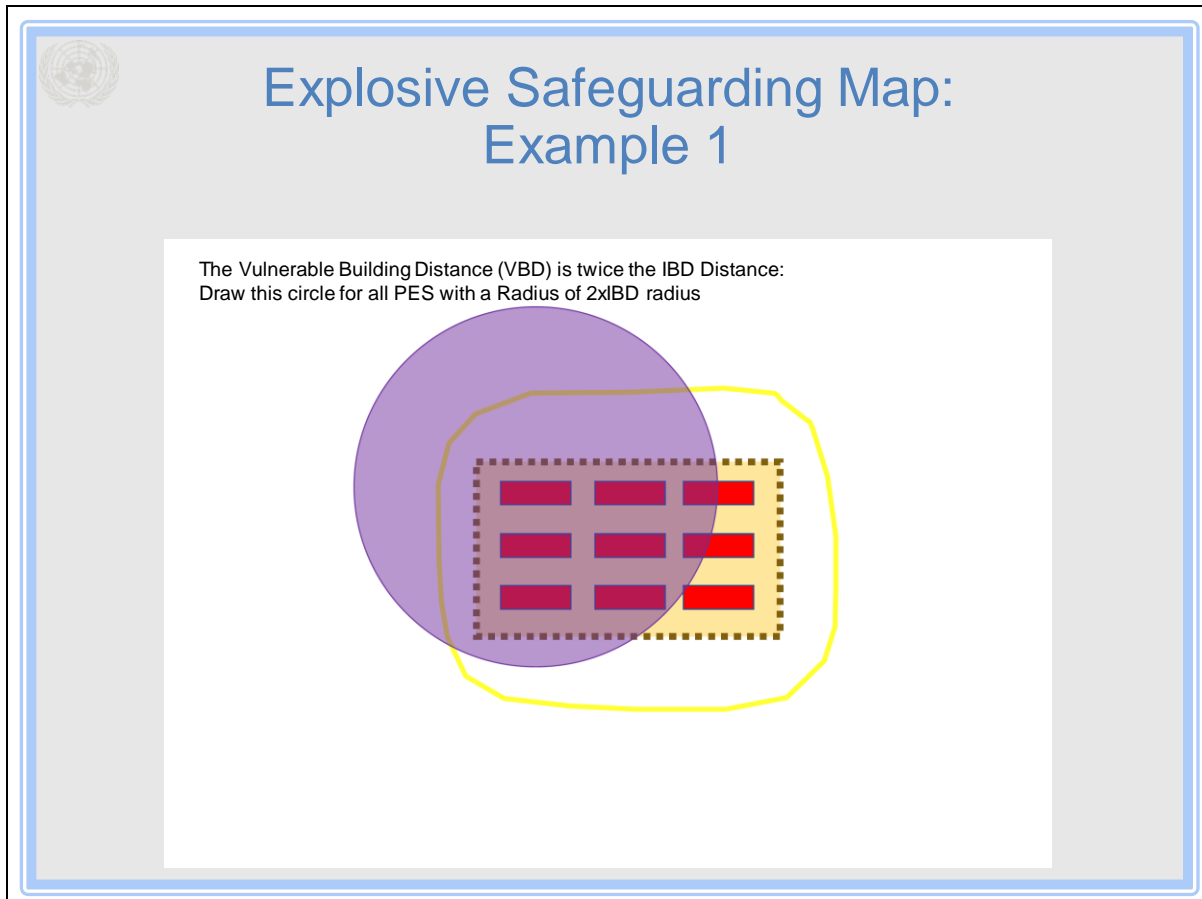 Explosive Safeguarding Map:
Example 1
The Vulnerable Building Distance (VBD) is twice the IBD Distance:
Draw this circle for all PES with a Radius of 2xIBD radius